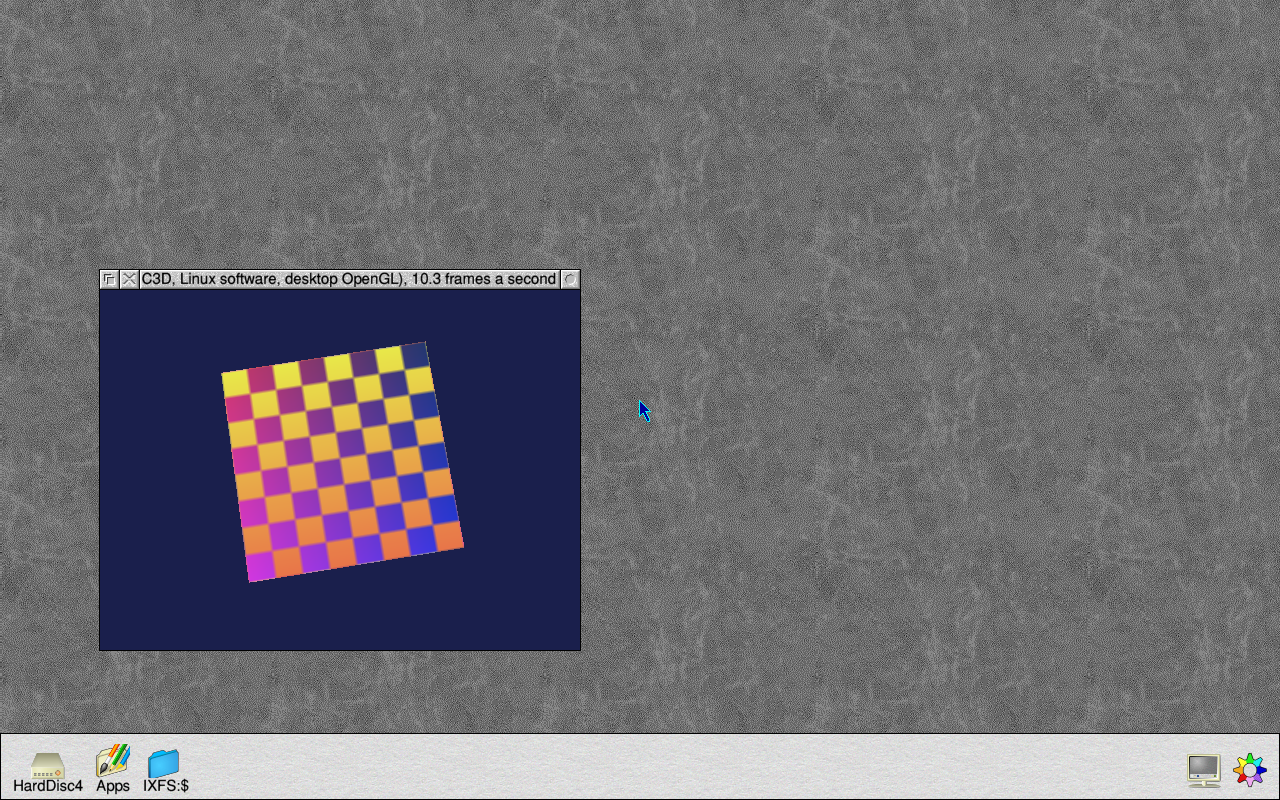 C3D, Linux software, desktop OpenGL), 10.3 frames a second
HardDisc4
Apps
IXFS:$